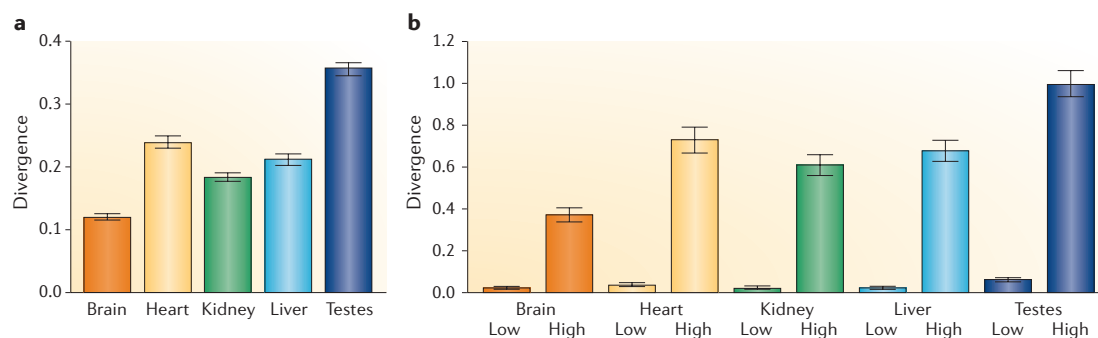 a
Divergence
0.4
0.3
0.2
0.1
0.0
Brain Heart Kidney Liver Testes
b
Divergence
1.2
1.0
0.8
0.6
0.4
0.2
0.0
Brain Heart Kidney Liver Testes
Low High Low High Low High Low High Low High